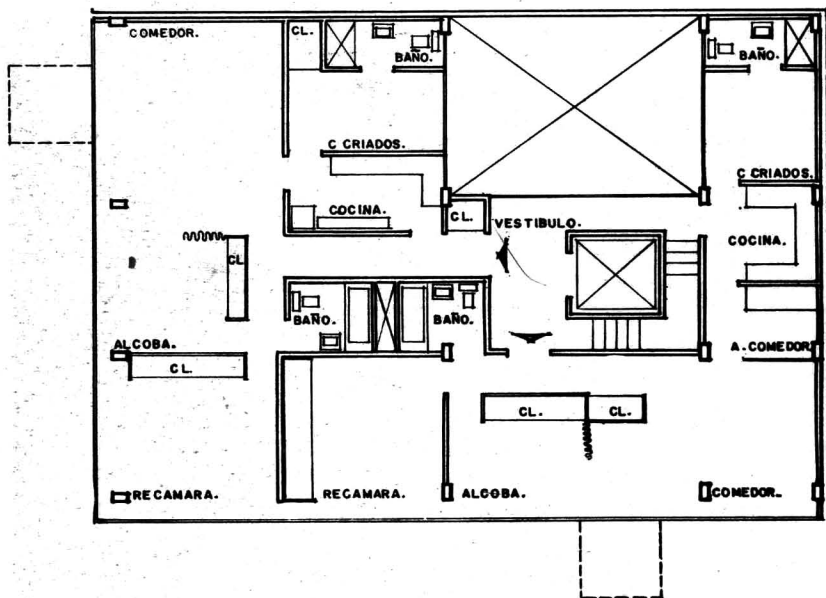 COMEDOR.
CL.
BAÑO.
BAÑO.
C CRIADOS.
C CRIADOS.
COCINA.
CL.
VESTIBULO.
COCINA.
CL
BAÑO.
BAÑO.
ALCOBA.
CL.
A. COMEDOR
CL.
CL.
RECAMARA.
RECAMARA.
ALCOBA.
COMEDOR.